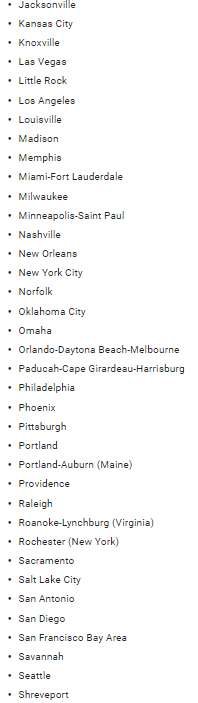 • Jacksonville
• Kansas City
• Knoxville
• Las Vegas
• Little Rock
• Los Angeles
• Louisville
• Madison
• Memphis
• Miami-Fort Lauderdale
• Milwaukee
• Minneapolis-Saint Paul
• Nashville
• New Orleans
• New York City
• Norfolk
• Oklahoma City
• Omaha
• Orlando-Daytona Beach-Melbourne
• Paducah-Cape Girardeau-Harrisburg
• Philadelphia
• Phoenix
• Pittsburgh
• Portland
• Portland-Auburn (Maine)
• Providence
• Raleigh
• Roanoke-Lynchburg (Virginia)
• Rochester (New York)
• Sacramento
• Salt Lake City
• San Antonio
• San Diego
• San Francisco Bay Area
• Savannah
• Seattle
• Shreveport